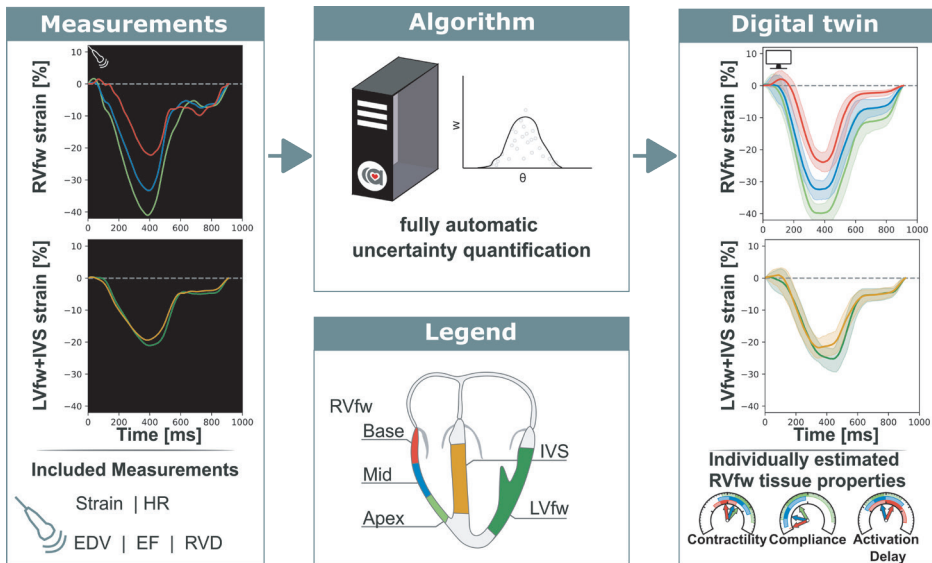 Measurements
10
0
−10
−20
−30
−40
RVfw strain [%]
0 200 400 600 800 1000
10
0
−10
−20
−30
−40
LVfw+IVS strain [%]
0 200 400 600 800 1000
Time [ms]
Included Measurements
Strain | HR
EDV | EF | RVD
Algorithm
w
θ
fully automatic
uncertainty quantification
Legend
RVfw
Base
Mid
Apex
IVS
LVfw
Digital twin
10
0
−10
−20
−30
−40
RVfw strain [%]
0 200 400 600 800 1000
10
0
−10
−20
−30
−40
LVfw+IVS strain [%]
0 200 400 600 800 1000
Time [ms]
Individually estimated
RVfw tissue properties
Contractility Compliance Activation
Delay